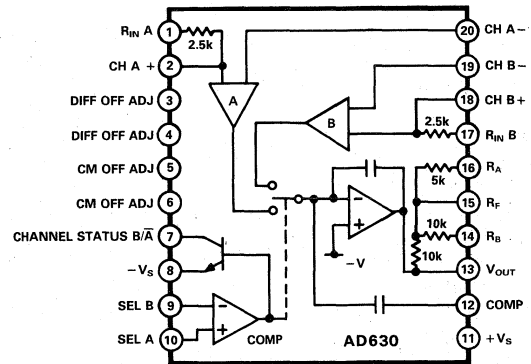 R_IN A 1 2.5k
CH A + 2
DIFF OFF ADJ 3
DIFF OFF ADJ 4
CM OFF ADJ 5
CM OFF ADJ 6
CHANNEL STATUS B/A̅ 7
-V_S 8
SEL B 9
SEL A 10
A
B
- +
COMP
- +
-V
20 CH A-
19 CH B-
18 CH B+
2.5k 17 R_IN B
16 R_A
5k
15 R_F
10k 14 R_B
10k
13 V_OUT
12 COMP
11 +V_S
AD630